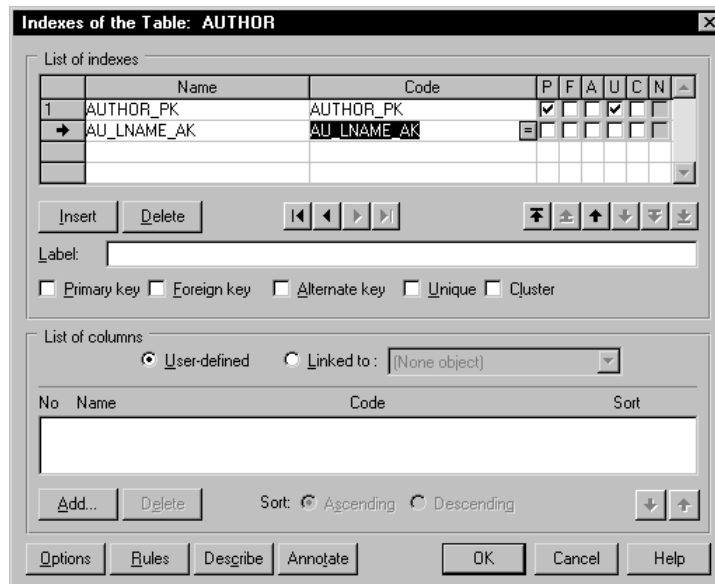 Indexes of the Table: AUTHOR
List of indexes
Name Code P F A U C N
1 AUTHOR_PK AUTHOR_PK
AU_LNAME_AK AU_LNAME_AK =
Insert Delete
Label:
Primary key Foreign key Alternate key Unique Cluster
List of columns
User-defined Linked to : (None object)
No Name Code Sort
Add... Delete Sort: Ascending Descending
Options Rules Describe Annotate OK Cancel Help